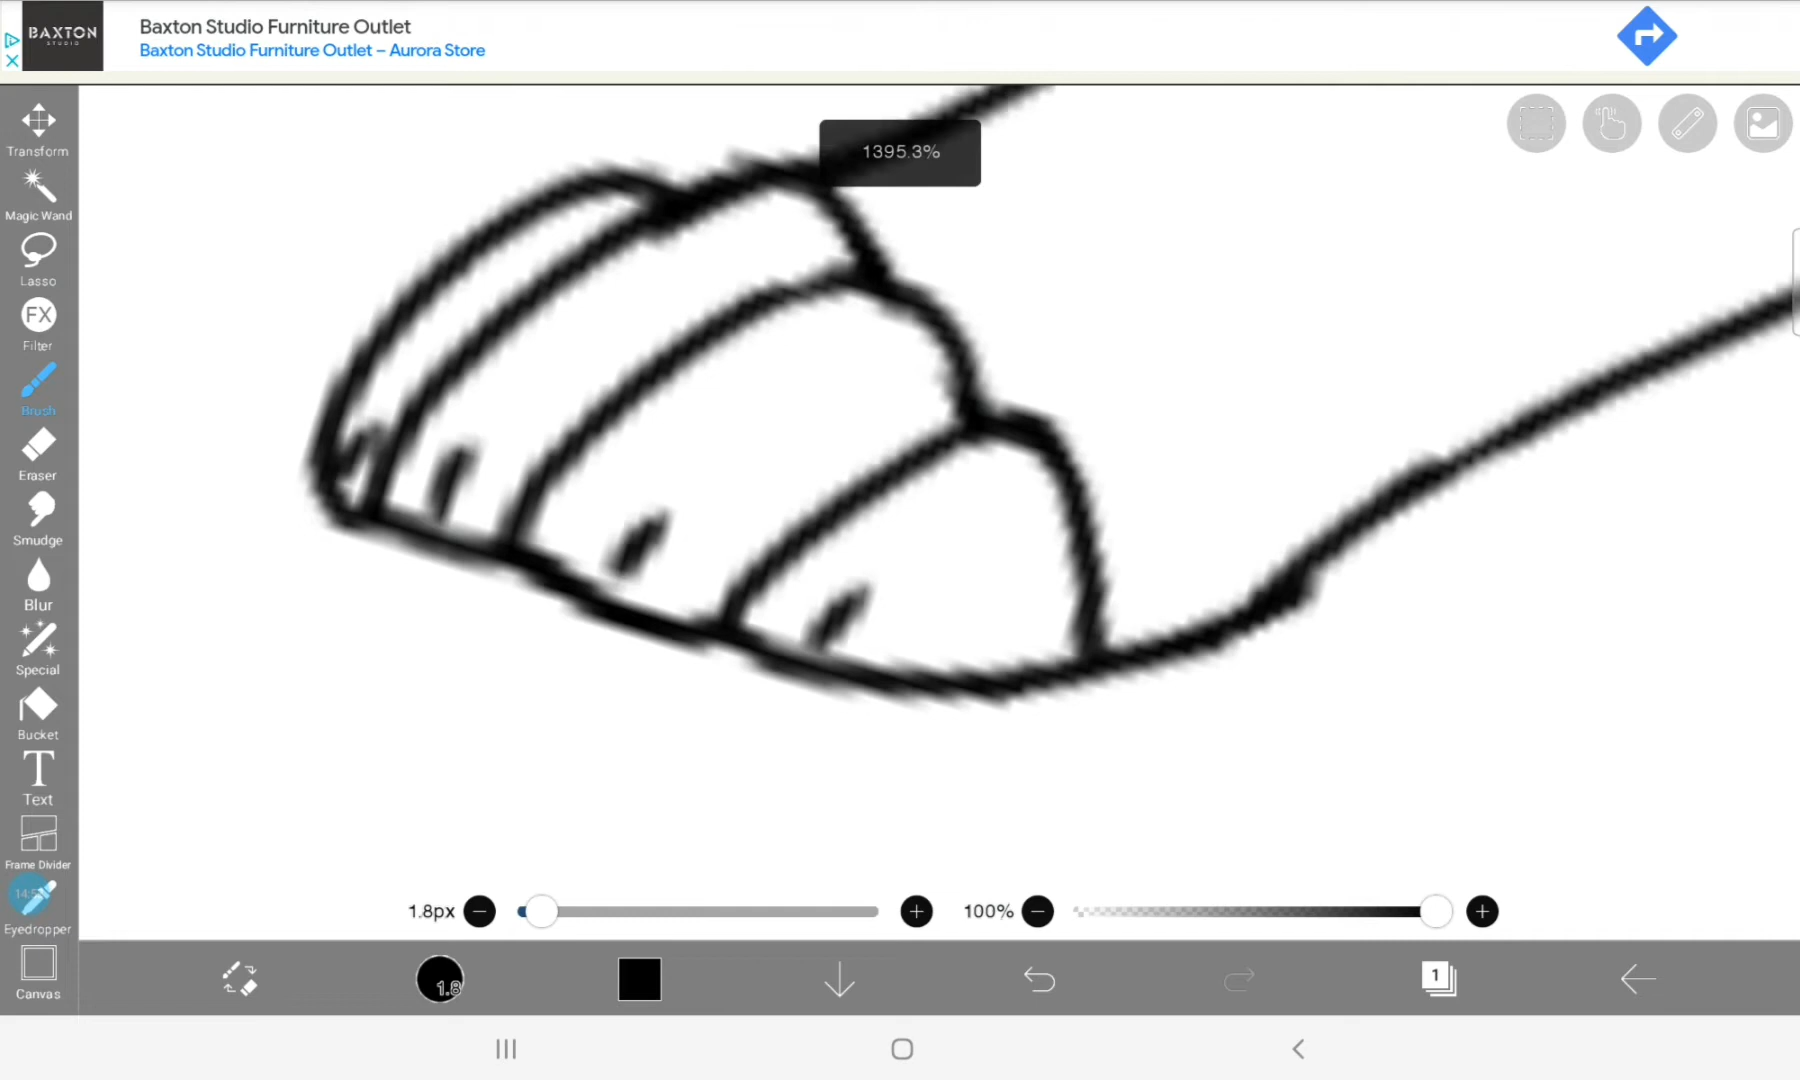 BAXTON
STUDIO
Baxton Studio Furniture Outlet
Baxton Studio Furniture Outlet – Aurora Store
1395.3%
Transform
Magic Wand
Lasso
FX
Filter
Brush
Eraser
Smudge
Blur
Special
Bucket
T
Text
Frame Divider
Eyedropper
Canvas
1.8px
100%
1.8
1